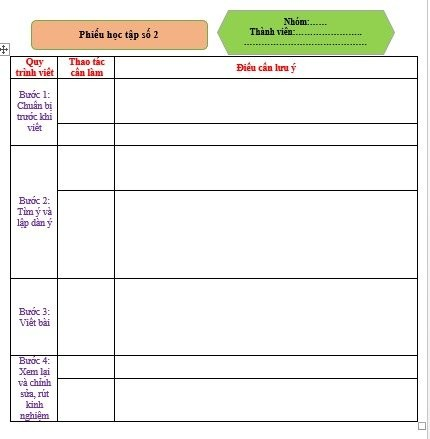 Phiếu học tập số 2
Nhóm:……
Thành viên:………………….
……………………………………
Quy
trình viết
Thao tác
cần làm
Điều cần lưu ý
Bước 1:
Chuẩn bị
trước khi
viết
Bước 2:
Tìm ý và
lập dàn ý
Bước 3:
Viết bài
Bước 4:
Xem lại
và chỉnh
sửa, rút
kinh
nghiệm